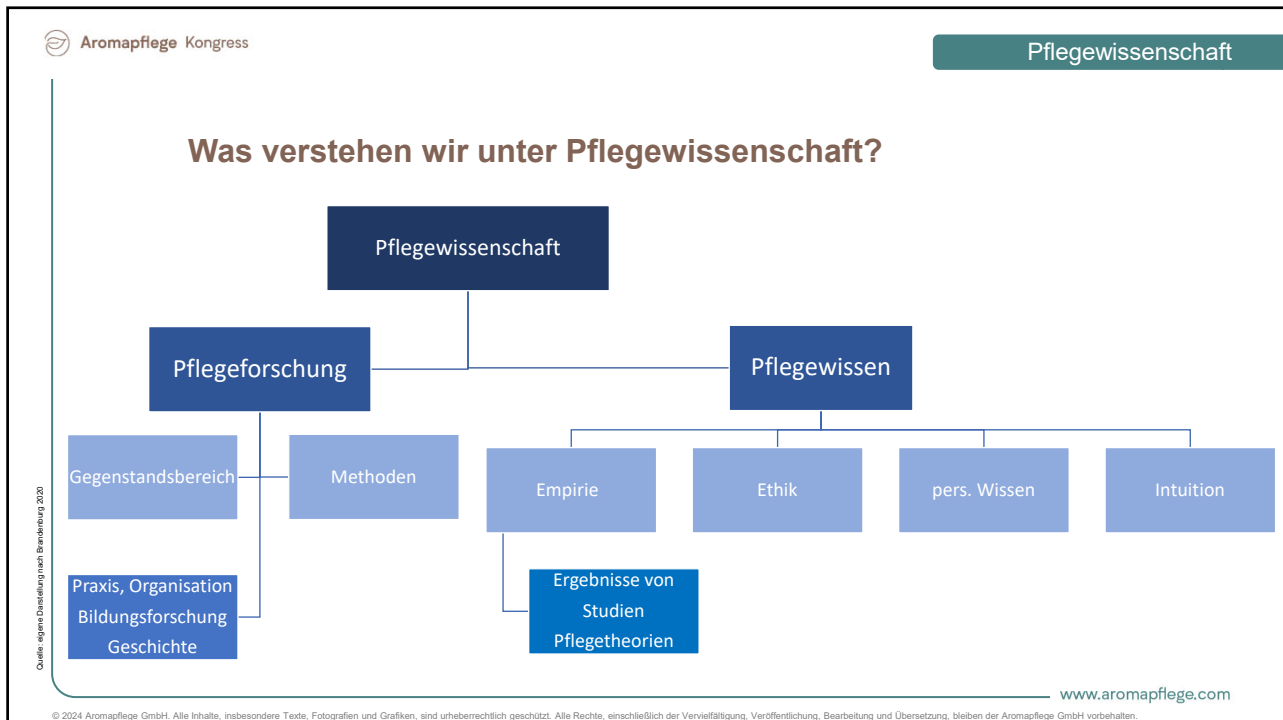 Aromapflege Kongress
Pflegewissenschaft
Was verstehen wir unter Pflegewissenschaft?
Pflegewissenschaft
Pflegeforschung
Pflegewissen
Gegenstandsbereich
Methoden
Empirie
Ethik
pers. Wissen
Intuition
Praxis, Organisation
Bildungsforschung
Geschichte
Ergebnisse von
Studien
Pflegetheorien
Quelle: eigene Darstellung nach Brandenburg 2020
www.aromapflege.com
© 2024 Aromapflege GmbH. Alle Inhalte, insbesondere Texte, Fotografien und Grafiken, sind urheberrechtlich geschützt. Alle Rechte, einschließlich der Vervielfältigung, Veröffentlichung, Bearbeitung und Übersetzung, bleiben der Aromapflege GmbH vorbehalten.